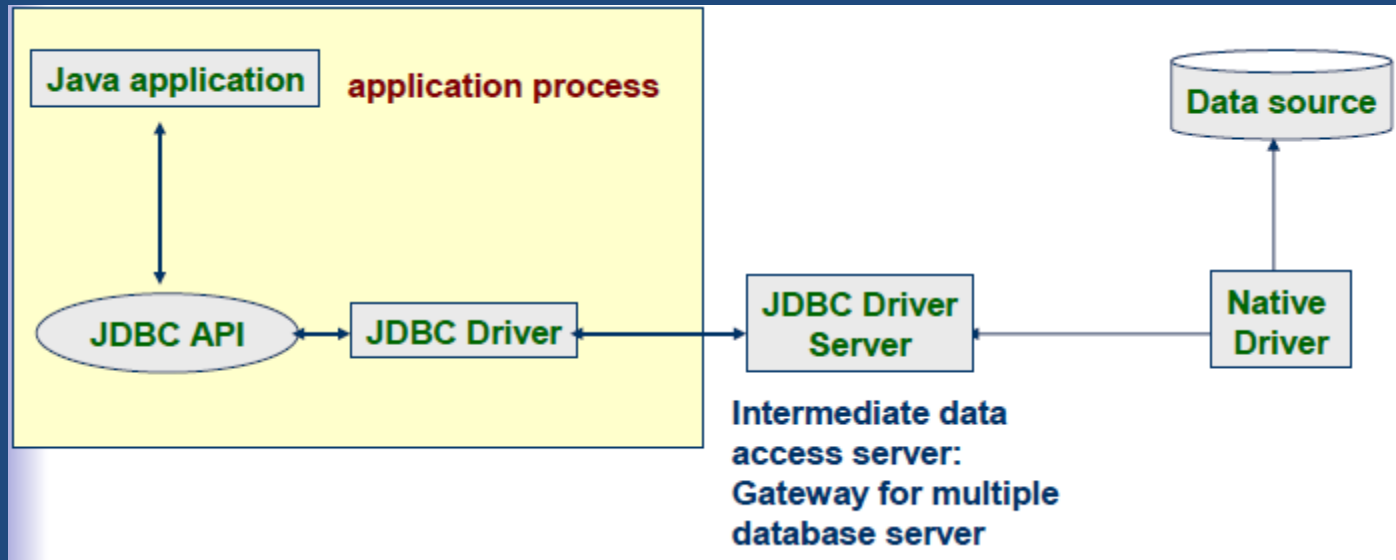 Java application
application process
Data source
JDBC API
JDBC Driver
JDBC Driver
Server
Native
Driver
Intermediate data
access server:
Gateway for multiple
database server